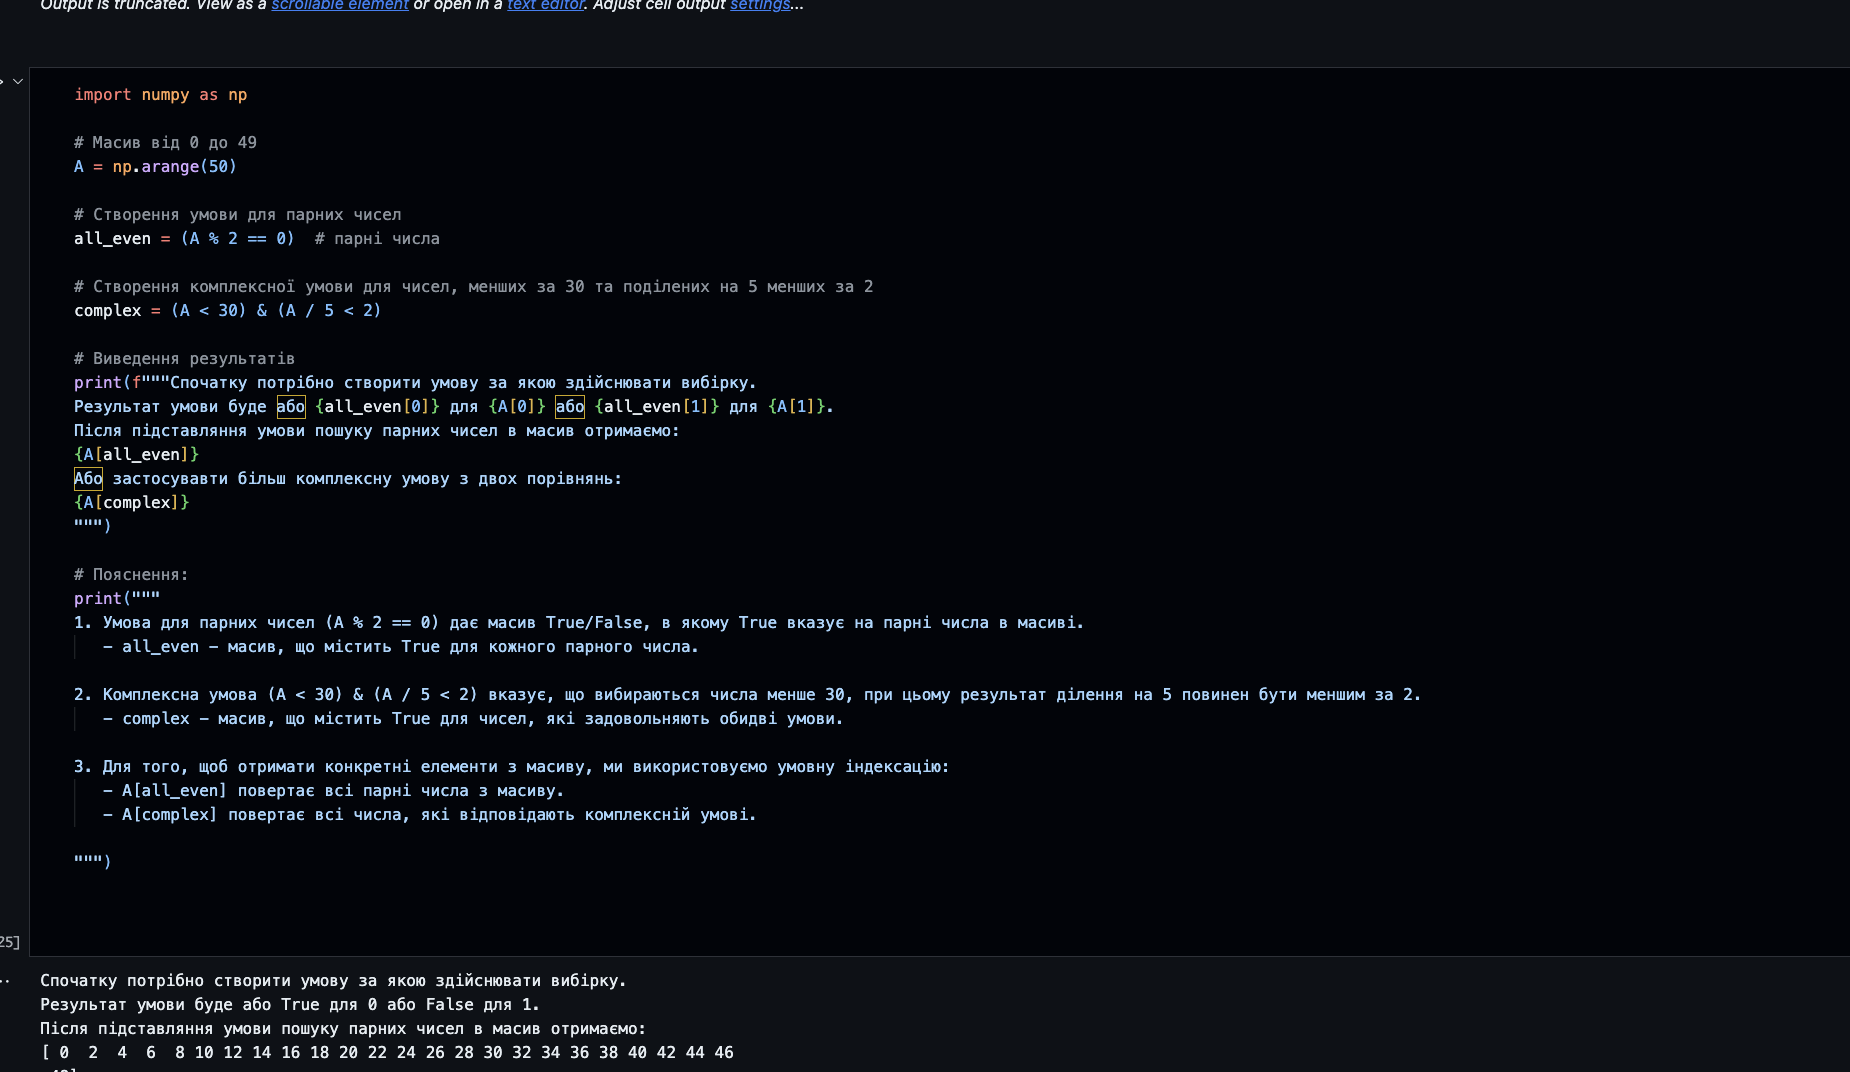 Output is truncated. View as a scrollable element or open in a text editor. Adjust cell output settings...
import numpy as np
# Масив від 0 до 49
A = np.arange(50)
# Створення умови для парних чисел
all_even = (A % 2 == 0)  # парні числа
# Створення комплексної умови для чисел, менших за 30 та поділених на 5 менших за 2
complex = (A < 30) & (A / 5 < 2)
# Виведення результатів
print(f"""Спочатку потрібно створити умову за якою здійснювати вибірку.
Результат умови буде або {all_even[0]} для {A[0]} або {all_even[1]} для {A[1]}.
Після підставляння умови пошуку парних чисел в масив отримаємо:
{A[all_even]}
Або застосувавти більш комплексну умову з двох порівнянь:
{A[complex]}
""")
# Пояснення:
print("""
1. Умова для парних чисел (A % 2 == 0) дає масив True/False, в якому True вказує на парні числа в масиві.
– all_even – масив, що містить True для кожного парного числа.
2. Комплексна умова (A < 30) & (A / 5 < 2) вказує, що вибираються числа менше 30, при цьому результат ділення на 5 повинен бути меншим за 2.
– complex – масив, що містить True для чисел, які задовольняють обидві умови.
3. Для того, щоб отримати конкретні елементи з масиву, ми використовуємо умовну індексацію:
– A[all_even] повертає всі парні числа з масиву.
– A[complex] повертає всі числа, які відповідають комплексній умові.
""")
25]
Спочатку потрібно створити умову за якою здійснювати вибірку.
Результат умови буде або True для 0 або False для 1.
Після підставляння умови пошуку парних чисел в масив отримаємо:
[ 0  2  4  6  8 10 12 14 16 18 20 22 24 26 28 30 32 34 36 38 40 42 44 46